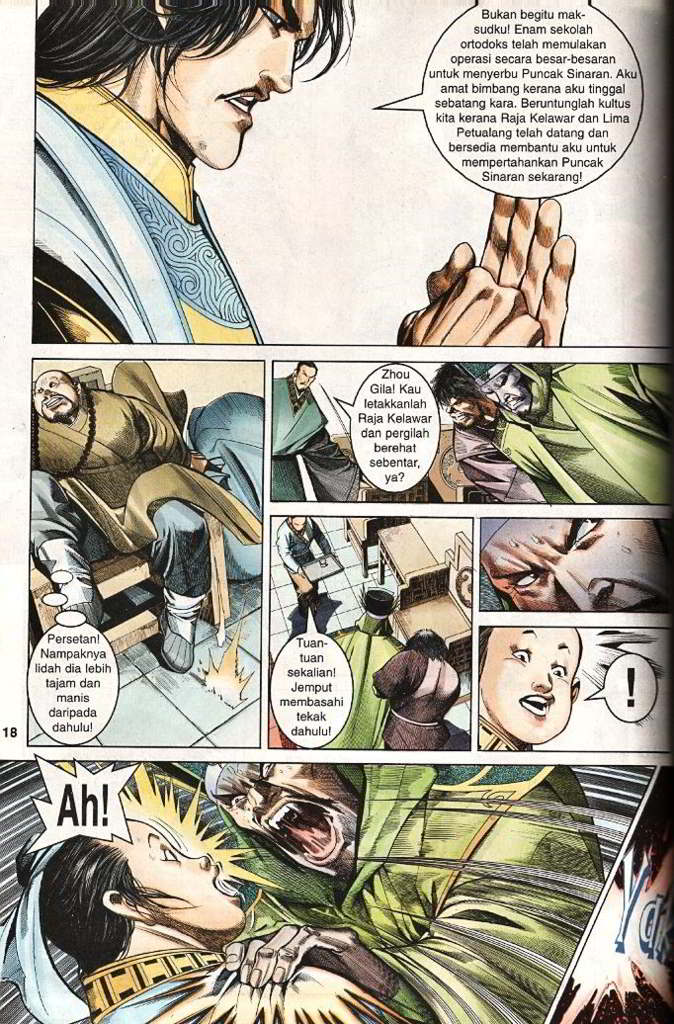 Bukan begitu mak-
sudku! Enam sekolah
ortodoks telah memulakan
operasi secara besar-besaran
untuk menyerbu Puncak Sinaran. Aku
amat bimbang kerana aku tinggal
sebatang kara. Beruntunglah kultus
kita kerana Raja Kelawar dan Lima
Petualang telah datang dan
bersedia membantu aku untuk
mempertahankan Puncak
Sinaran sekarang!
Zhou
Gila! Kau
letakkanlah
Raja Kelawar
dan pergilah
berehat
sebentar,
ya?
Persetan!
Nampaknya
lidah dia lebih
tajam dan
manis
daripada
dahulu!
Tuan-
tuan
sekalian!
Jemput
membasahi
tekak
dahulu!
!
18
Ah!